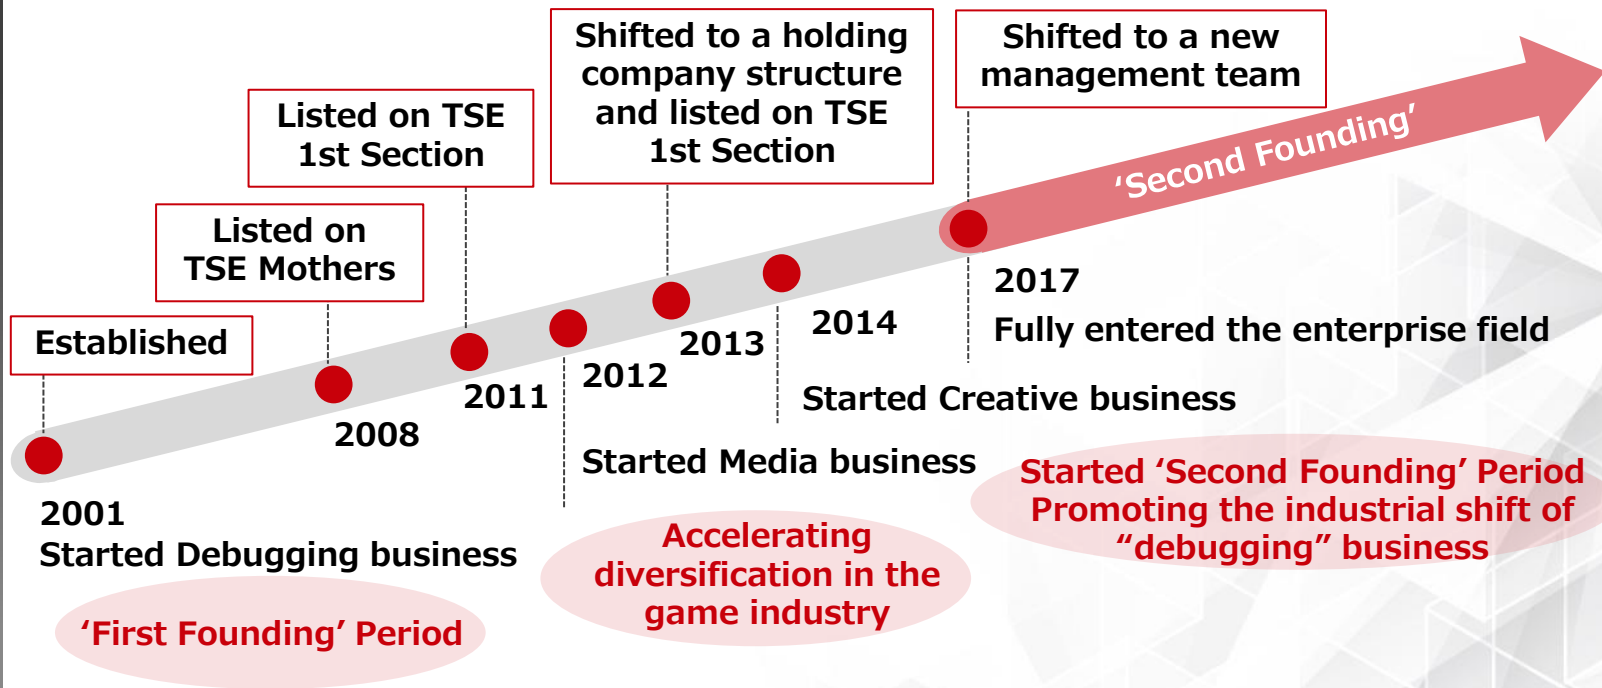 Shifted to a holding
company structure
and listed on TSE
1st Section
Shifted to a new
management team
Listed on TSE
1st Section
Listed on
TSE Mothers
Established
‘Second Founding’
2001
Started Debugging business
2008
2011
2012
Started Media business
2013
2014
Started Creative business
2017
Fully entered the enterprise field
‘First Founding’ Period
Accelerating
diversification in the
game industry
Started ‘Second Founding’ Period
Promoting the industrial shift of
“debugging” business